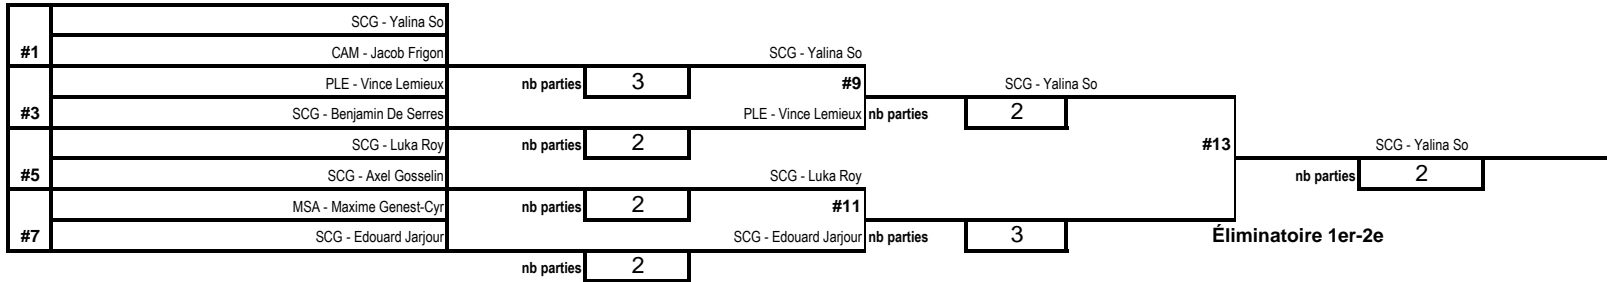 SCG - Yalina So
#1 CAM - Jacob Frigon SCG - Yalina So
PLE - Vince Lemieux nb parties 3 #9 SCG - Yalina So
#3 SCG - Benjamin De Serres PLE - Vince Lemieux nb parties 2
SCG - Luka Roy nb parties 2 #13 SCG - Yalina So
#5 SCG - Axel Gosselin SCG - Luka Roy nb parties 2
MSA - Maxime Genest-Cyr nb parties 2 #11
#7 SCG - Edouard Jarjour SCG - Edouard Jarjour nb parties 3 Éliminatoire 1er-2e
nb parties 2